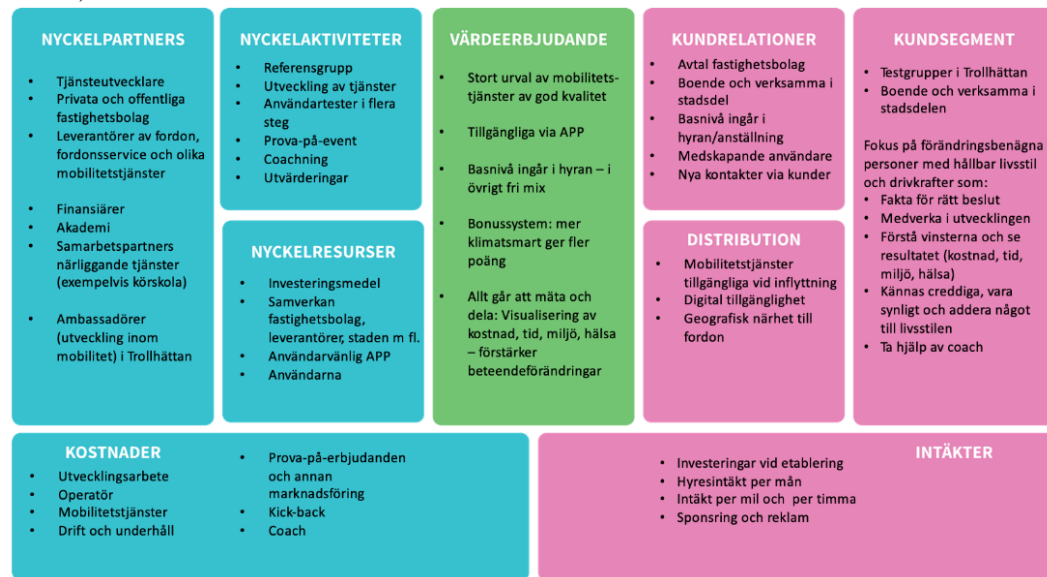 NYCKELPARTNERS
• Tjänsteutvecklare
• Privata och offentliga
fastighetsbolag
• Leverantörer av fordon,
fordonsservice och olika
mobilitetstjänster
• Finansiärer
• Akademi
• Samarbetspartners
närliggande tjänster
(exempelvis körskola)
• Ambassadörer
(utveckling inom
mobilitet) i Trollhättan
NYCKELAKTIVITETER
• Referensgrupp
• Utveckling av tjänster
• Användartester i flera
steg
• Prova-på-event
• Coachning
• Utvärderingar
NYCKELRESURSER
• Investeringsmedel
• Samverkan
fastighetsbolag,
leverantörer, staden m fl.
• Användarvänlig APP
• Användarna
VÄRDEERBJUDANDE
• Stort urval av mobilitets-
tjänster av god kvalitet
• Tillgängliga via APP
• Basnivå ingår i hyran – i
övrigt fri mix
• Bonussystem: mer
klimatsmart ger fler
poäng
• Allt går att mäta och
dela: Visualisering av
kostnad, tid, miljö, hälsa
– förstärker
beteendeförändringar
KUNDRELATIONER
• Avtal fastighetsbolag
• Boende och verksamma i
stadsdel
• Basnivå ingår i
hyran/anställning
• Medskapande användare
• Nya kontakter via kunder
DISTRIBUTION
• Mobilitetstjänster
tillgängliga vid inflyttning
• Digital tillgänglighet
• Geografisk närhet till
fordon
KUNDSEGMENT
• Testgrupper i Trollhättan
• Boende och verksamma i
stadsdelen
Fokus på förändringsbenägna
personer med hållbar livsstil
och drivkrafter som:
• Fakta för rätt beslut
• Medverka i utvecklingen
• Förstå vinsterna och se
resultatet (kostnad, tid,
miljö, hälsa)
• Kännas creddiga, vara
synligt och addera något
till livsstilen
• Ta hjälp av coach
KOSTNADER
• Utvecklingsarbete
• Operatör
• Mobilitetstjänster
• Drift och underhåll
• Prova-på-erbjudanden
och annan
marknadsföring
• Kick-back
• Coach
INTÄKTER
• Investeringar vid etablering
• Hyresintäkt per mån
• Intäkt per mil och per timma
• Sponsring och reklam